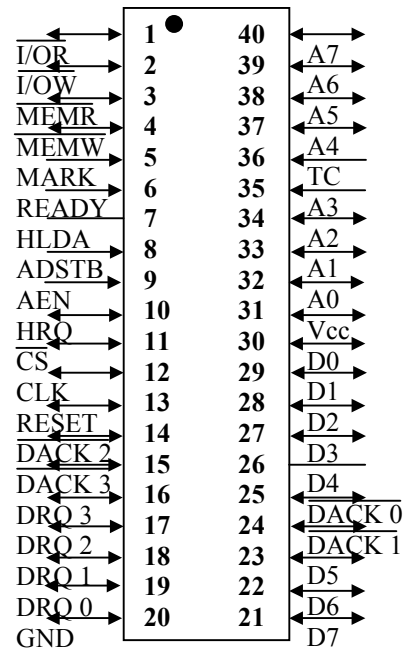 1 40
I/OR 2 39 A7
I/OW 3 38 A6
MEMR 4 37 A5
MEMW 5 36 A4
MARK 6 35 TC
READY 7 34 A3
HLDA 8 33 A2
ADSTB 9 32 A1
AEN 10 31 A0
HRQ 11 30 Vcc
CS 12 29 D0
CLK 13 28 D1
RESET 14 27 D2
DACK 2 15 26 D3
DACK 3 16 25 D4
DRQ 3 17 24 DACK 0
DRQ 2 18 23 DACK 1
DRQ 1 19 22 D5
DRQ 0 20 21 D6
GND D7